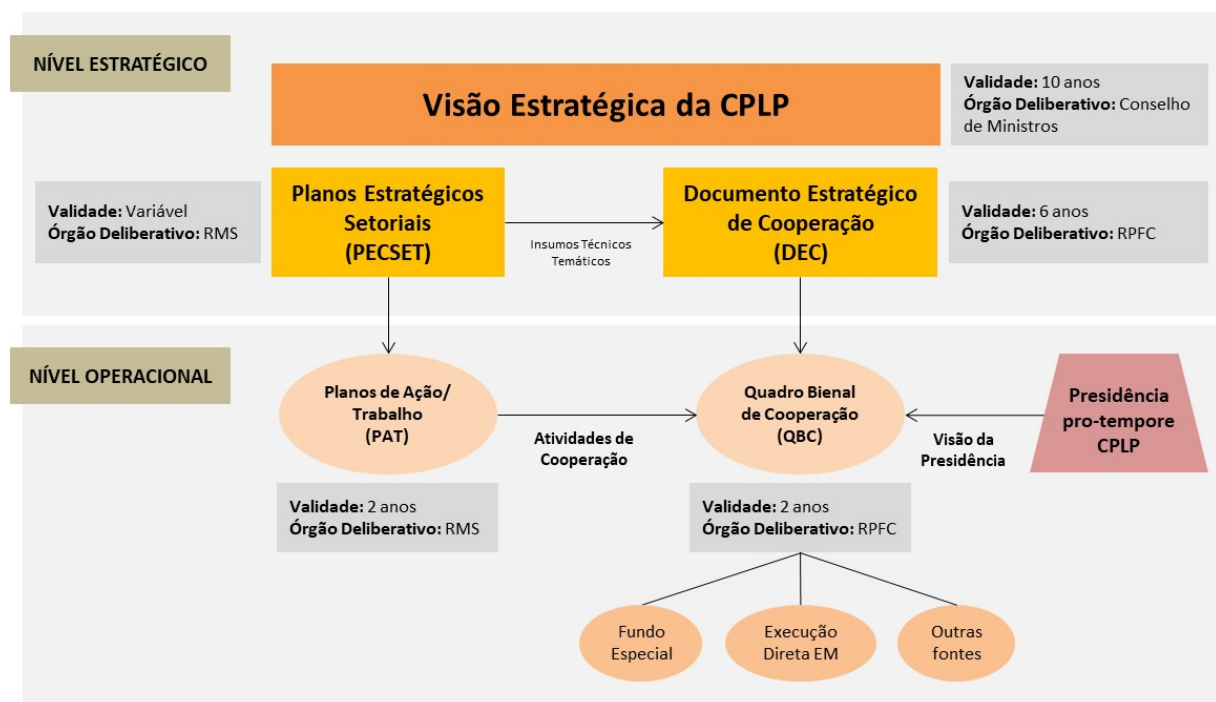 NÍVEL ESTRATÉGICO
Visão Estratégica da CPLP
Validade: 10 anos
Órgão Deliberativo: Conselho
de Ministros
Validade: Variável
Órgão Deliberativo: RMS
Planos Estratégicos
Setoriais
(PECSET)
Insumos Técnicos
Temáticos
Documento Estratégico
de Cooperação
(DEC)
Validade: 6 anos
Órgão Deliberativo: RPFC
NÍVEL OPERACIONAL
Planos de Ação/
Trabalho
(PAT)
Atividades de
Cooperação
Quadro Bienal
de Cooperação
(QBC)
Visão da
Presidência
Presidência
pro-tempore
CPLP
Validade: 2 anos
Órgão Deliberativo: RMS
Validade: 2 anos
Órgão Deliberativo: RPFC
Fundo
Especial
Execução
Direta EM
Outras
fontes